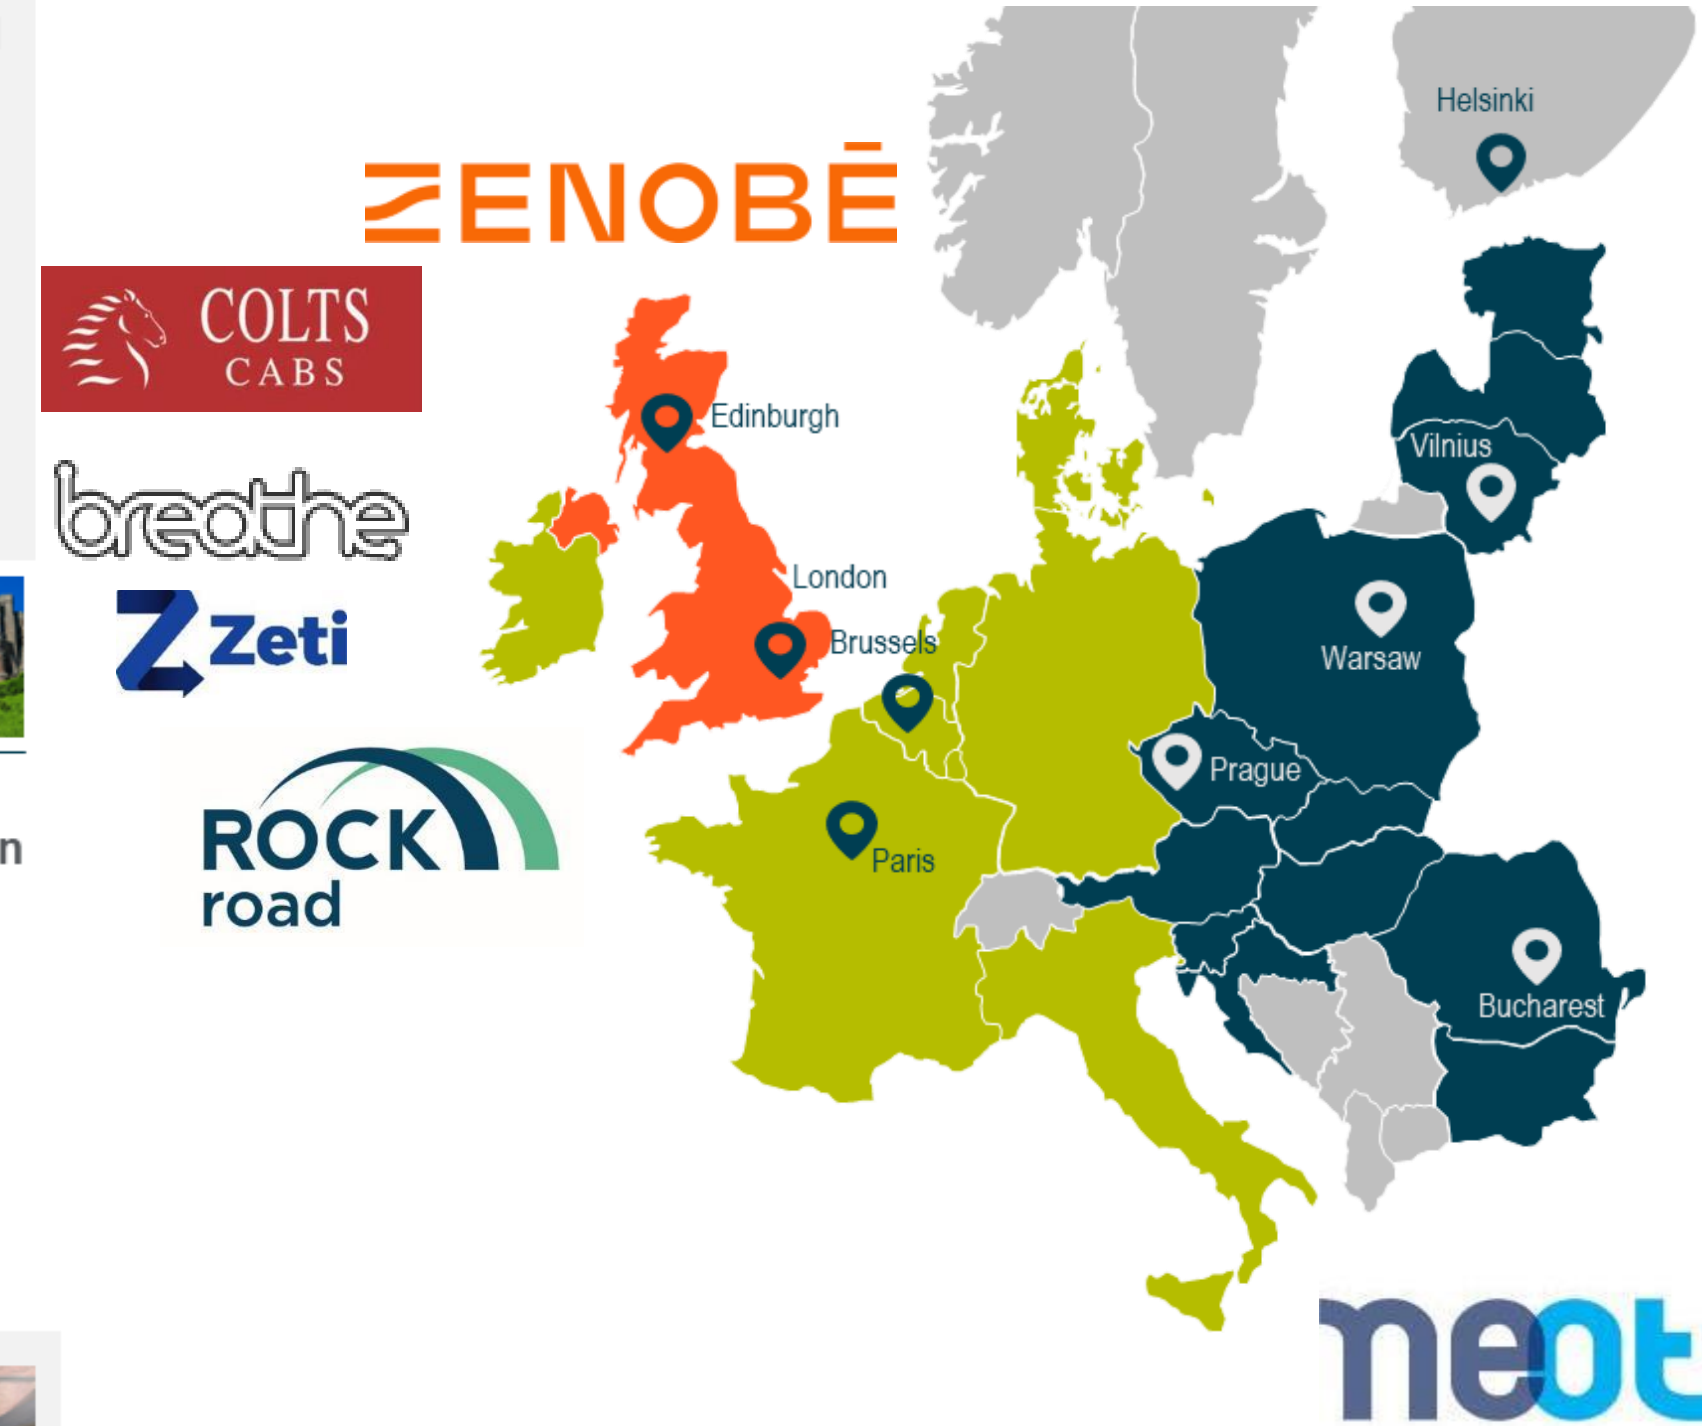 Helsinki
ZENOBĒ
COLTS
CABS
Edinburgh
Vilnius
breathe
London
Zeti
Brussels
Warsaw
Prague
ROCK
road
n
Paris
Bucharest
neot